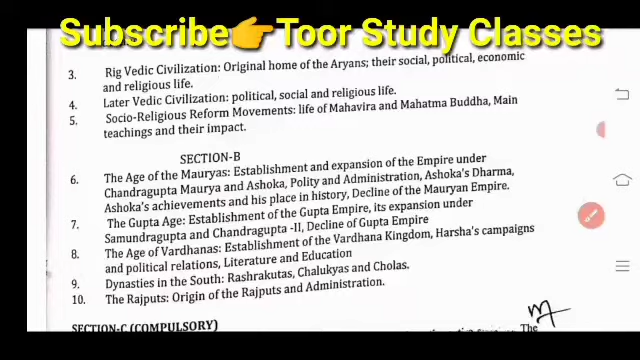 Subscribe👉Toor Study Classes
3. Rig Vedic Civilization: Original home of the Aryans; their social, political, economic
and religious life.
4. Later Vedic Civilization: political, social and religious life.
5. Socio-Religious Reform Movements: life of Mahavira and Mahatma Buddha, Main
teachings and their impact.
SECTION-B
6. The Age of the Mauryas: Establishment and expansion of the Empire under
Chandragupta Maurya and Ashoka, Polity and Administration, Ashoka's Dharma,
Ashoka's achievements and his place in history, Decline of the Mauryan Empire.
7. The Gupta Age: Establishment of the Gupta Empire, its expansion under
Samundragupta and Chandragupta -II, Decline of Gupta Empire
8. The Age of Vardhanas: Establishment of the Vardhana Kingdom, Harsha's campaigns
and political relations, Literature and Education
9. Dynasties in the South: Rashrakutas, Chalukyas and Cholas.
10. The Rajputs: Origin of the Rajputs and Administration.
SECTION-C (COMPULSORY)
The